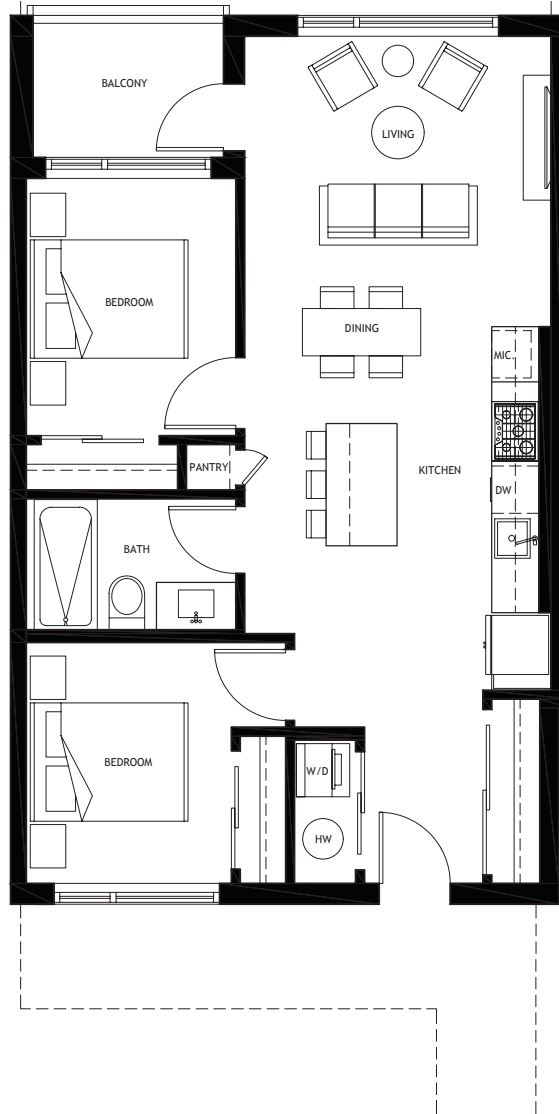 BALCONY
LIVING
BEDROOM
DINING
MIC.
PANTRY
KITCHEN
DW
BATH
BEDROOM
W/D
HW